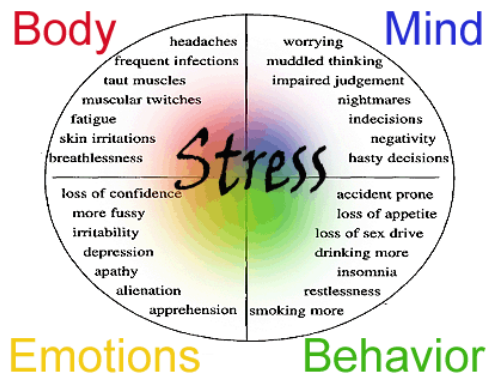 Body
Mind
headaches
frequent infections
taut muscles
muscular twitches
fatigue
skin irritations
breathlessness
worrying
muddled thinking
impaired judgement
nightmares
indecisions
negativity
hasty decisions
Stress
loss of confidence
more fussy
irritability
depression
apathy
alienation
apprehension
accident prone
loss of appetite
loss of sex drive
drinking more
insomnia
restlessness
smoking more
Emotions
Behavior